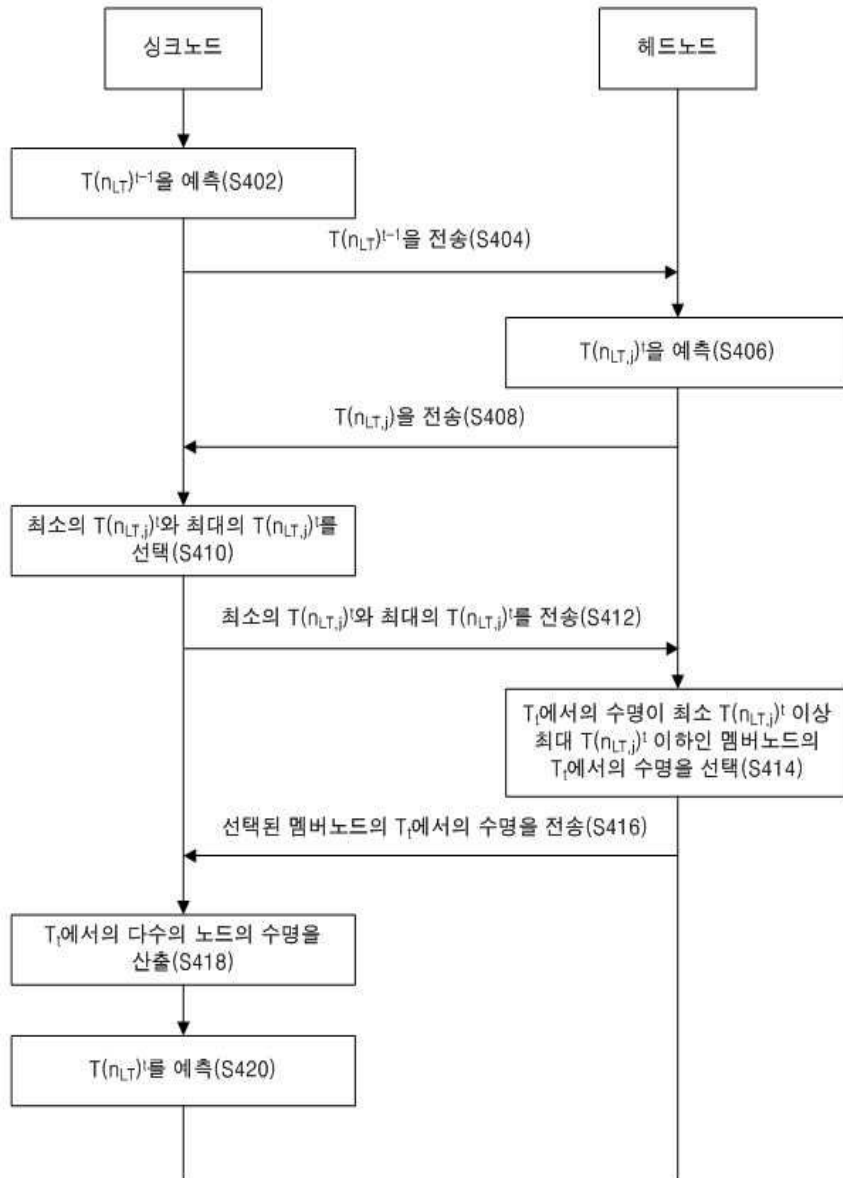 싱크노드
헤드노드
T(n_LT)^t-1을 예측(S402)
T(n_LT)^t-1을 전송(S404)
T(n_LT,j)^t을 예측(S406)
T(n_LT,j)을 전송(S408)
최소의 T(n_LT,j)^t와 최대의 T(n_LT,j)^t를
선택(S410)
최소의 T(n_LT,j)^t와 최대의 T(n_LT,j)^t를 전송(S412)
T_t에서의 수명이 최소 T(n_LT,j)^t 이상
최대 T(n_LT,j)^t 이하인 멤버노드의
T_t에서의 수명을 선택(S414)
선택된 멤버노드의 T_t에서의 수명을 전송(S416)
T_t에서의 다수의 노드의 수명을
산출(S418)
T(n_LT)^t를 예측(S420)